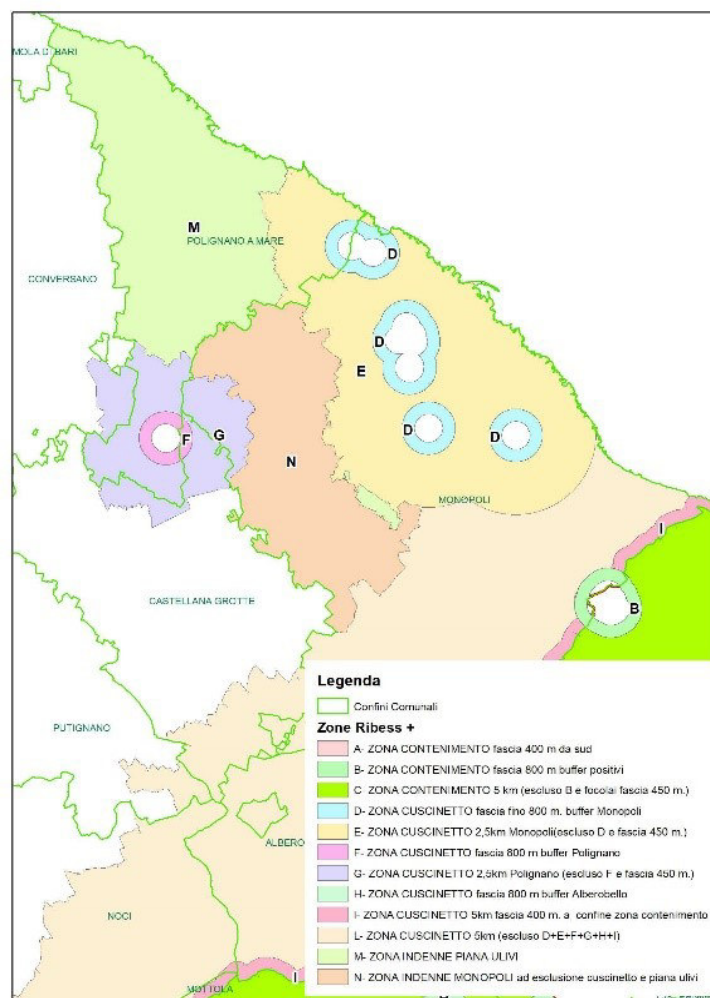 MOLA DI BARI
M
POLIGNANO A MARE
CONVERSANO
D
D
E
F
G
D
D
N
MONOPOLI
I
CASTELLANA GROTTE
B
PUTIGNANO
ALBERO
NOCI
MOTTOLA
I
Legenda
Confini Comunali
Zone Ribess +
A- ZONA CONTENIMENTO fascia 400 m da sud
B- ZONA CONTENIMENTO fascia 800 m buffer positivi
C- ZONA CONTENIMENTO 5 km (escluso B e focolai fascia 450 m.)
D- ZONA CUSCINETTO fascia fino 800 m. buffer Monopoli
E- ZONA CUSCINETTO 2,5km Monopoli(escluso D e fascia 450 m.)
F- ZONA CUSCINETTO fascia 800 m buffer Polignano
G- ZONA CUSCINETTO 2,5km Polignano (escluso F e fascia 450 m.)
H- ZONA CUSCINETTO fascia 800 m buffer Alberobello
I- ZONA CUSCINETTO 5km fascia 400 m. a confine zona contenimento
L- ZONA CUSCINETTO 5km (escluso D+E+F+G+H+I)
M- ZONA INDENNE PIANA ULIVI
N- ZONA INDENNE MONOPOLI ad esclusione cuscinetto e piana ulivi